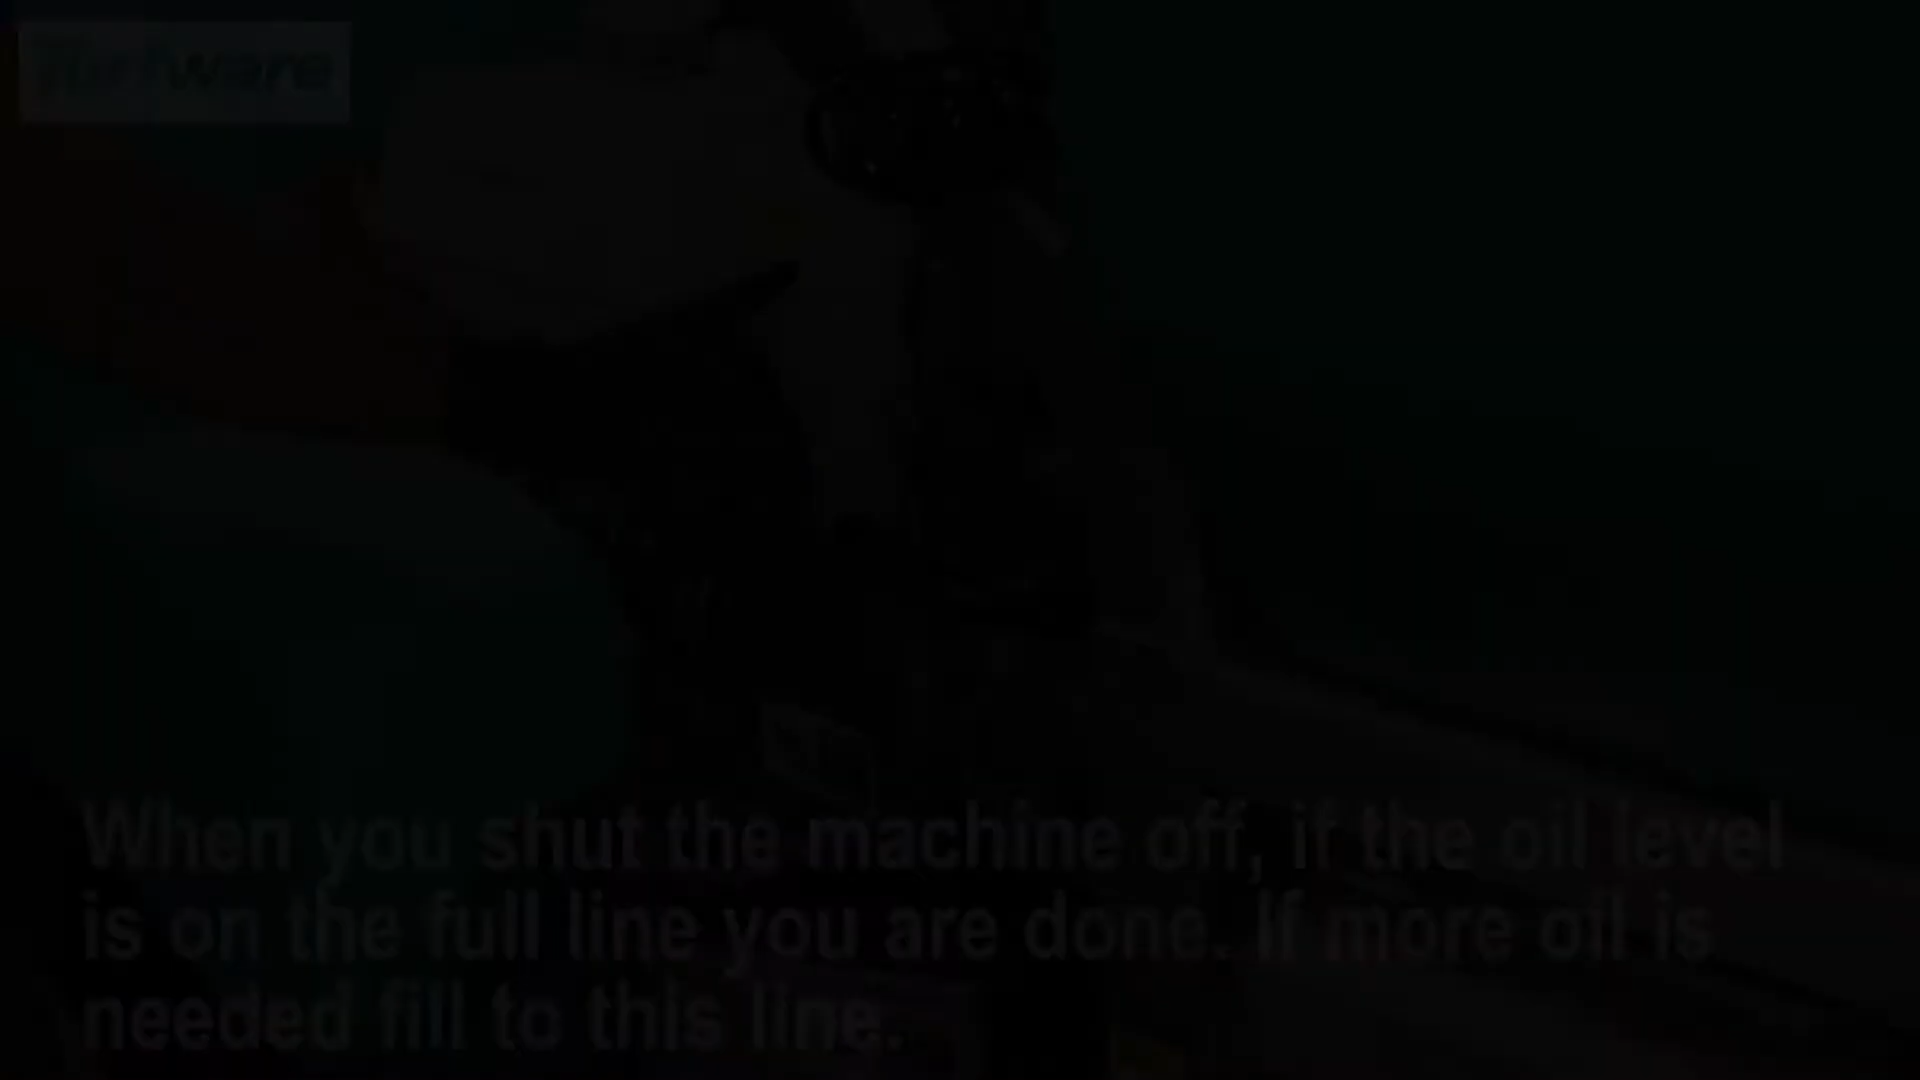 Turfware
When you shut the machine off, if the oil level
is on the full line you are done. If more oil is
needed fill to this line.